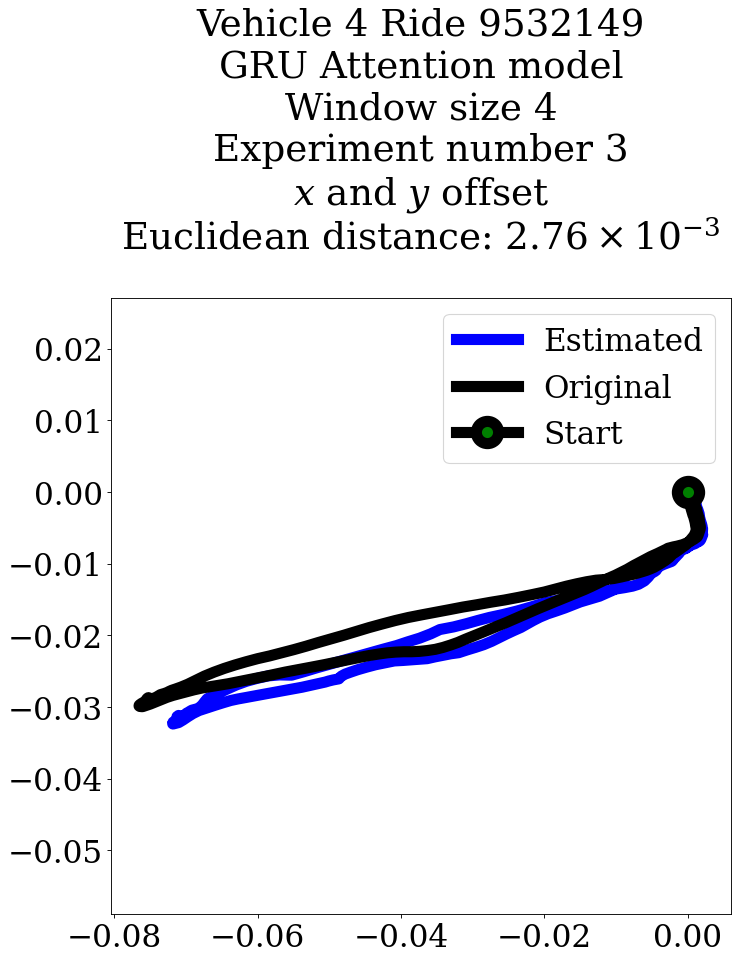 Vehicle 4 Ride 9532149
GRU Attention model
Window size 4
Experiment number 3
x and y offset
Euclidean distance: 2.76 × 10⁻³
Estimated
Original
Start
0.02
0.01
0.00
−0.01
−0.02
−0.03
−0.04
−0.05
−0.08 −0.06 −0.04 −0.02 0.00